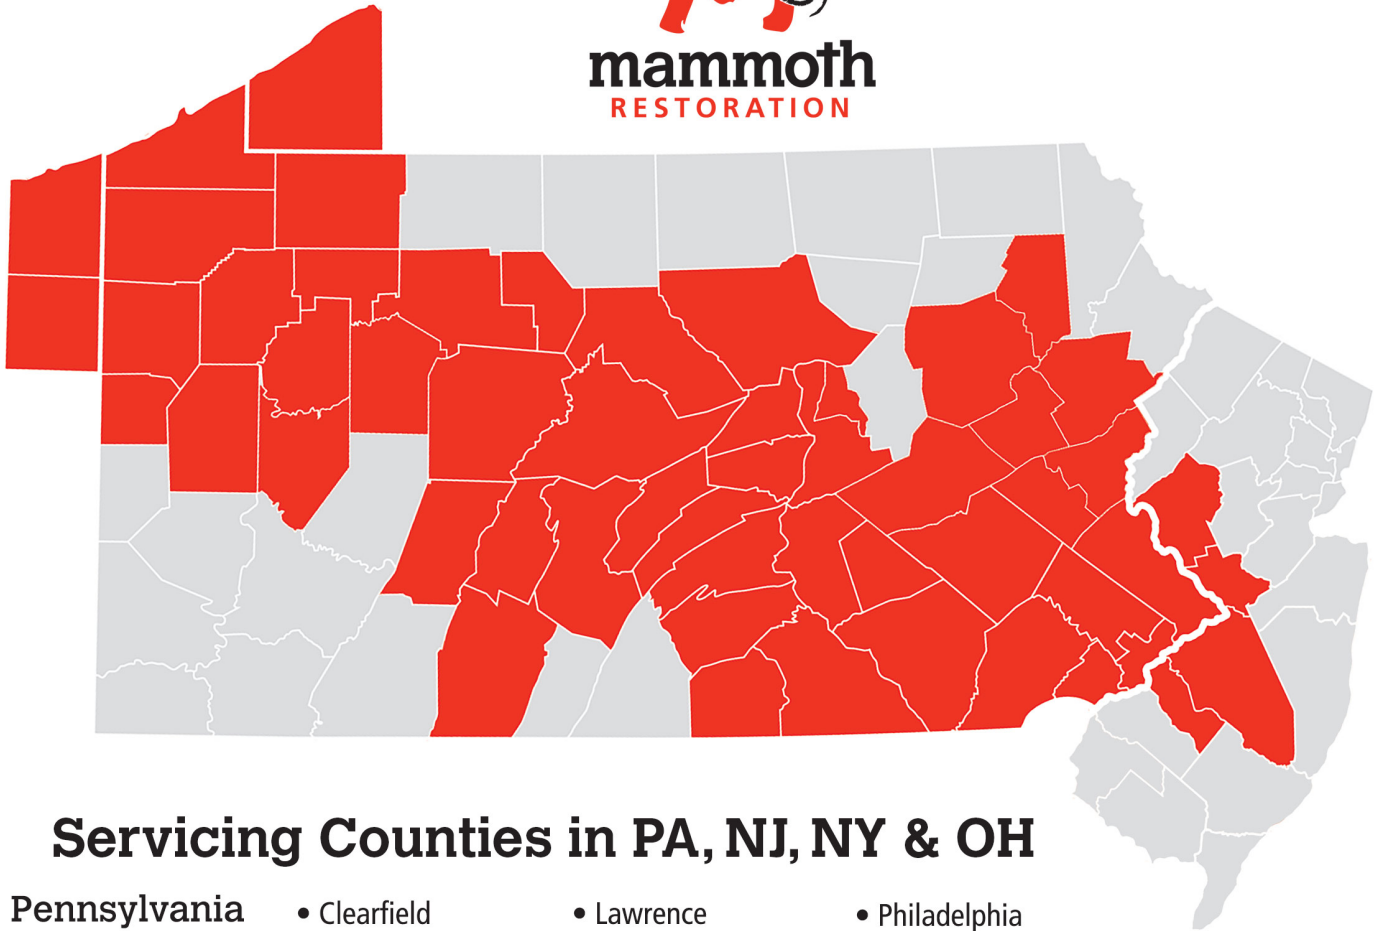 mammoth
RESTORATION
Servicing Counties in PA, NJ, NY & OH
Pennsylvania
• Clearfield
• Lawrence
• Philadelphia